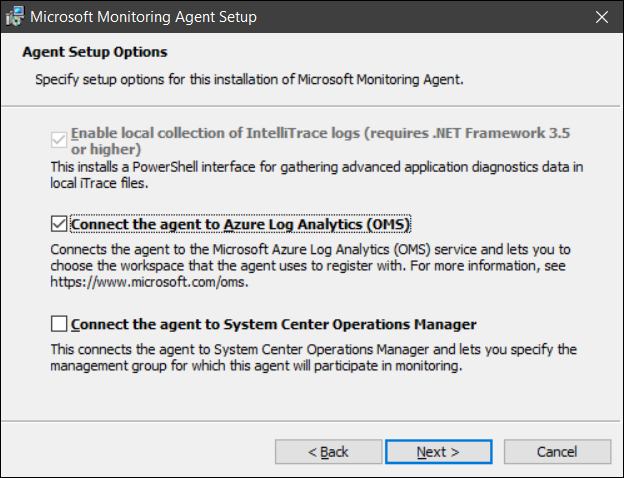 Microsoft Monitoring Agent Setup
Agent Setup Options
Specify setup options for this installation of Microsoft Monitoring Agent.
Enable local collection of IntelliTrace logs (requires .NET Framework 3.5
or higher)
This installs a PowerShell interface for gathering advanced application diagnostics data in
local iTrace files.
Connect the agent to Azure Log Analytics (OMS)
Connects the agent to the Microsoft Azure Log Analytics (OMS) service and lets you to
choose the workspace that the agent uses to register with. For more information, see
https://www.microsoft.com/oms.
Connect the agent to System Center Operations Manager
This connects the agent to System Center Operations Manager and lets you specify the
management group for which this agent will participate in monitoring.
< Back
Next >
Cancel